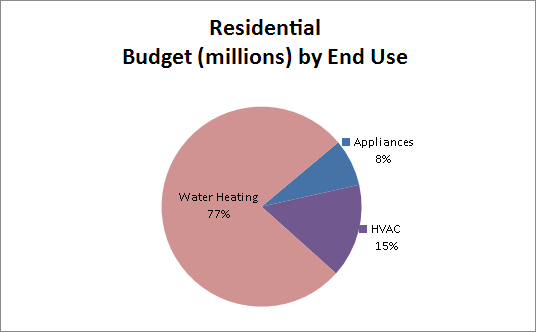 Residential
Budget (millions) by End Use
Appliances
8%
Water Heating
77%
HVAC
15%